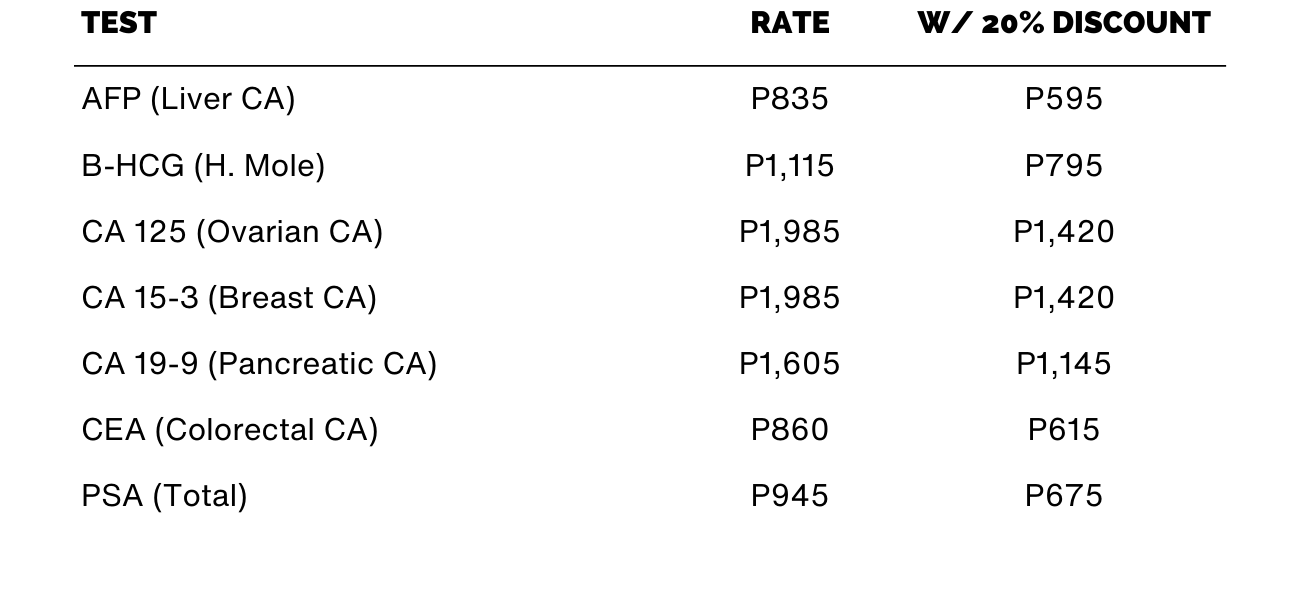 TEST RATE W/ 20% DISCOUNT
AFP (Liver CA) P835 P595
B-HCG (H. Mole) P1,115 P795
CA 125 (Ovarian CA) P1,985 P1,420
CA 15-3 (Breast CA) P1,985 P1,420
CA 19-9 (Pancreatic CA) P1,605 P1,145
CEA (Colorectal CA) P860 P615
PSA (Total) P945 P675